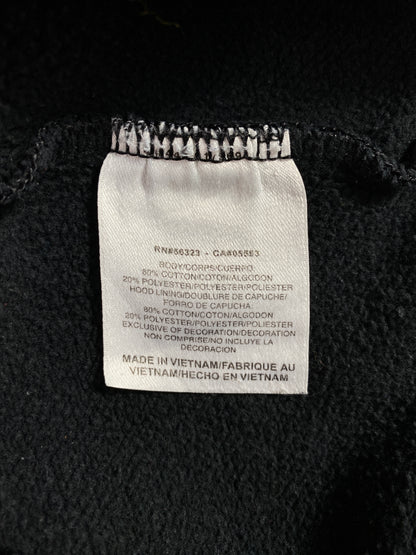 RN#56323 - CA#05553
BODY/CORPS/CUERPO
80% COTTON/COTON/ALGODON
20% POLYESTER/POLYESTER/POLIESTER
HOOD LINING/DOUBLURE DE CAPUCHE/
FORRO DE CAPUCHA
80% COTTON/COTON/ALGODON
20% POLYESTER/POLYESTER/POLIESTER
EXCLUSIVE OF DECORATION/DECORATION
NON COMPRISE/NO INCLUYE LA
DECORACION
MADE IN VIETNAM/FABRIQUE AU
VIETNAM/HECHO EN VIETNAM